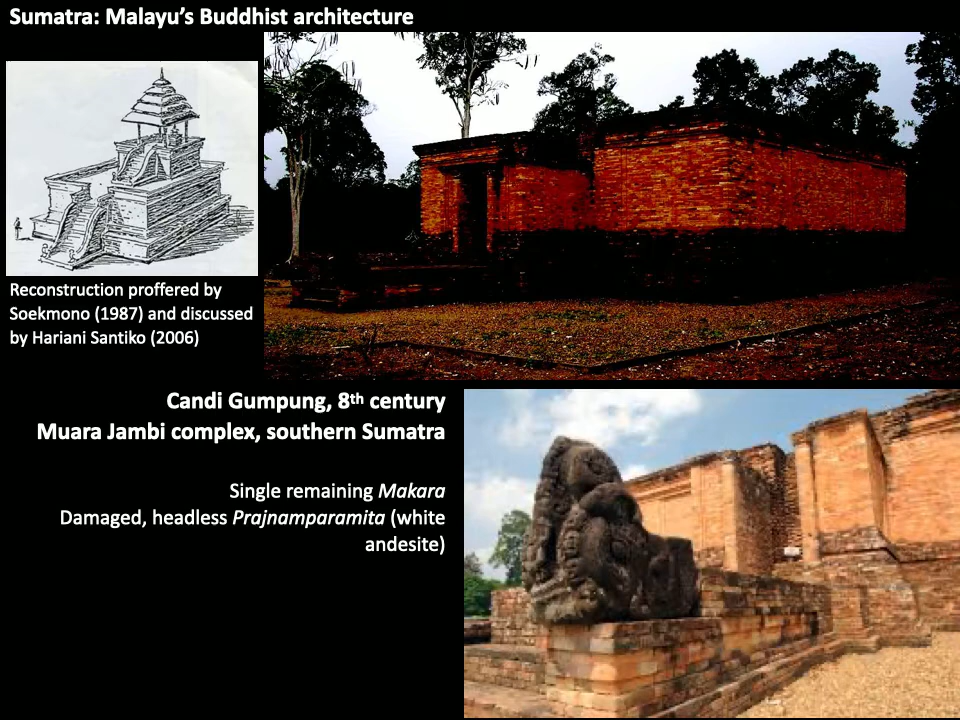 Sumatra: Malayu’s Buddhist architecture
Reconstruction proffered by
Soekmono (1987) and discussed
by Hariani Santiko (2006)
Candi Gumpung, 8th century
Muara Jambi complex, southern Sumatra
Single remaining Makara
Damaged, headless Prajnamparamita (white
andesite)